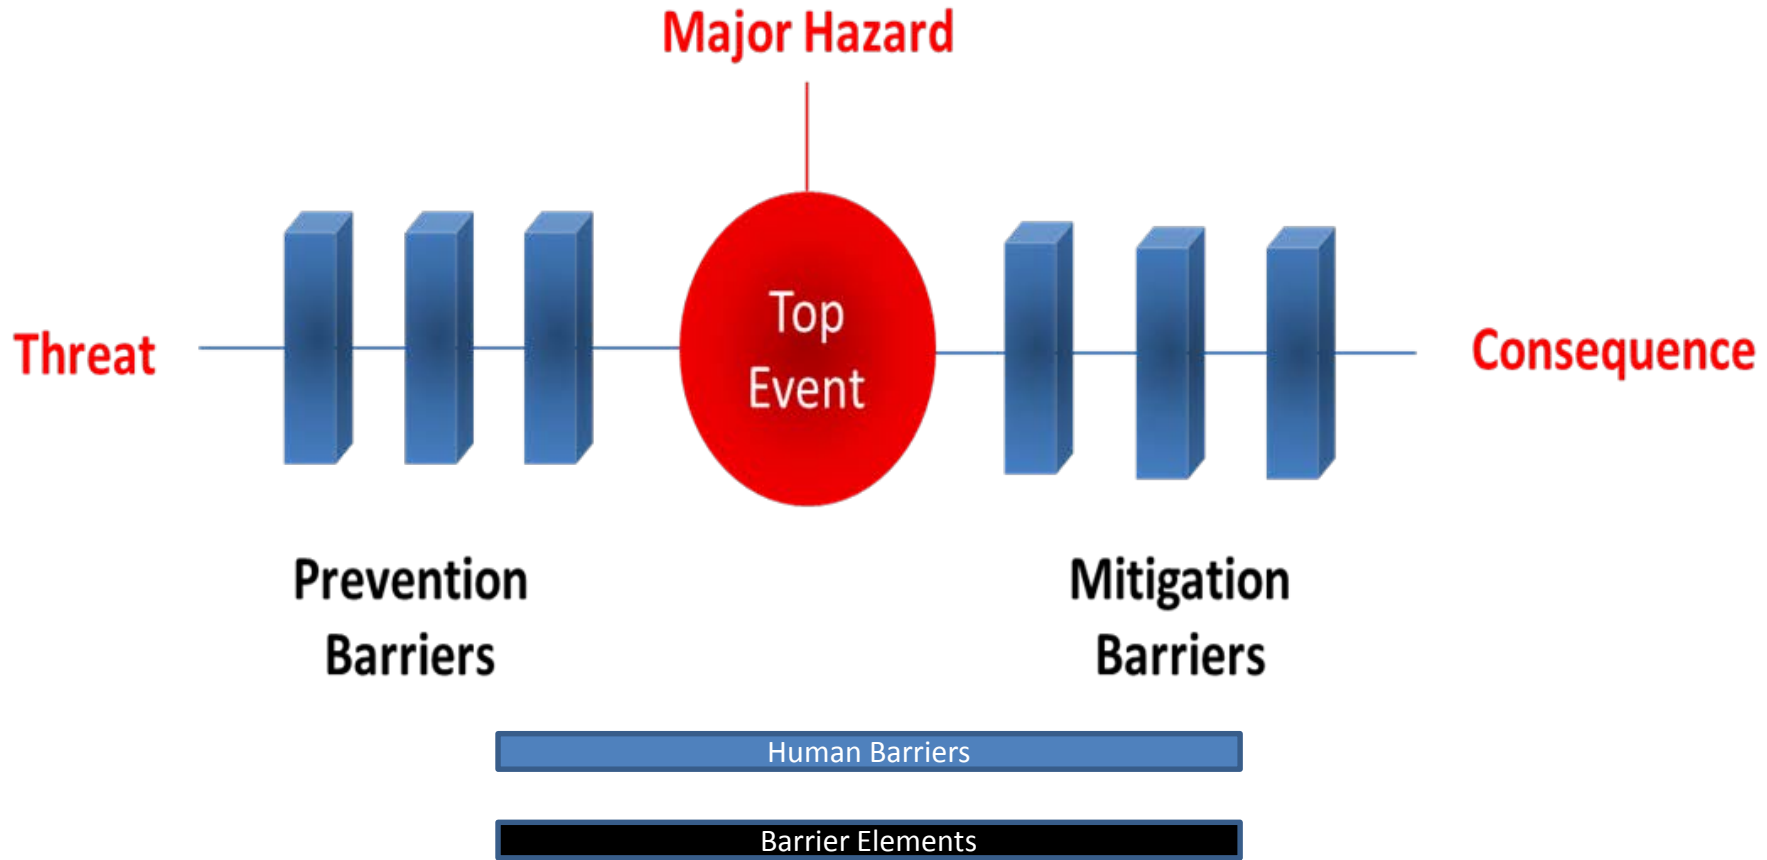 Major Hazard
Threat
Top
Event
Consequence
Prevention
Barriers
Mitigation
Barriers
Human Barriers
Barrier Elements